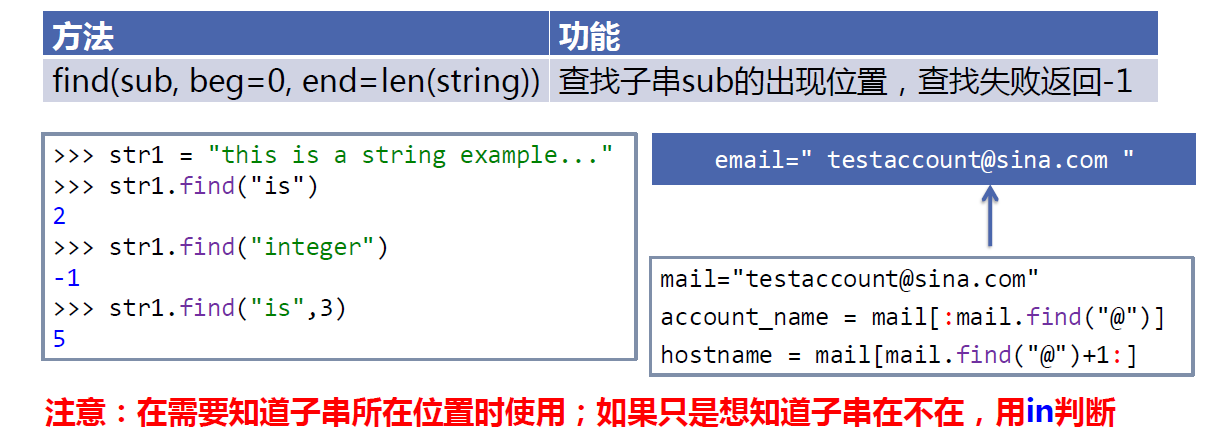 方法 功能
find(sub, beg=0, end=len(string)) 查找子串sub的出现位置，查找失败返回-1
>>> str1 = "this is a string example..."
>>> str1.find("is")
2
>>> str1.find("integer")
-1
>>> str1.find("is",3)
5
email=" testaccount@sina.com "
mail="testaccount@sina.com"
account_name = mail[:mail.find("@")]
hostname = mail[mail.find("@")+1:]
注意：在需要知道子串所在位置时使用；如果只是想知道子串在不在，用in判断